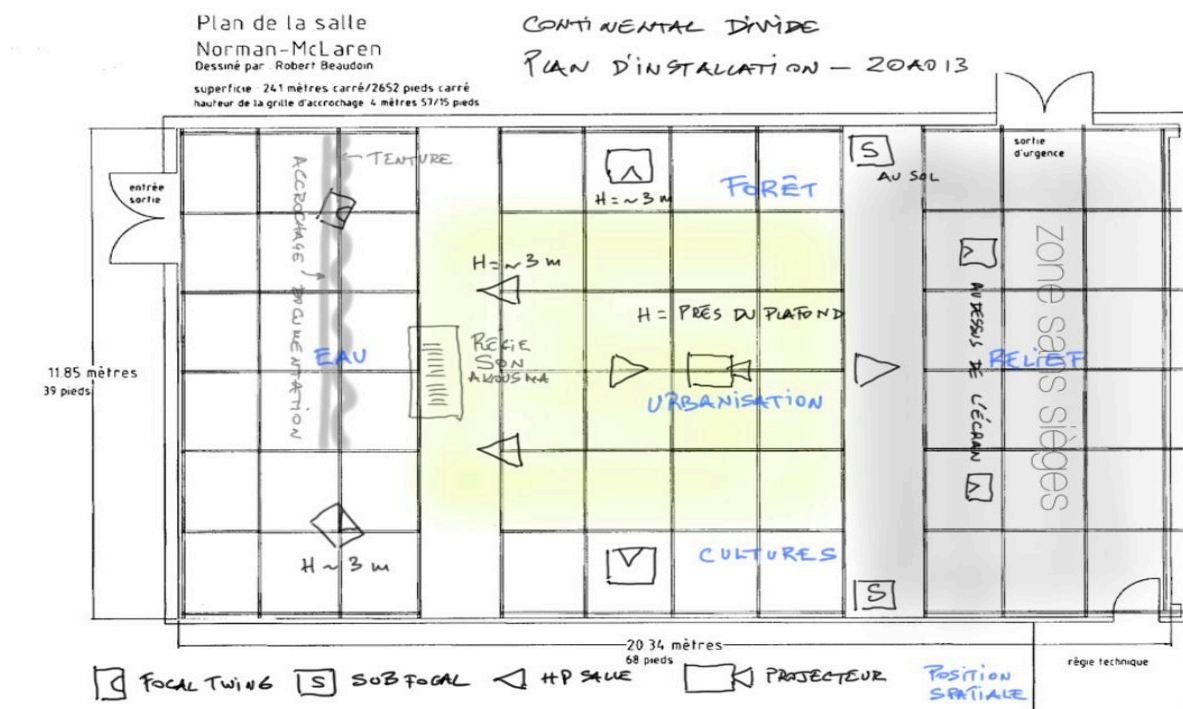 Plan de la salle
Norman-McLaren
Dessiné par : Robert Beaudoin
superficie : 241 mètres carré/2652 pieds carré
hauteur de la grille d'accrochage 4 mètres 57/15 pieds
CONTINENTAL DIVIDE
PLAN D'INSTALLATION — 20A013
entrée
sortie
ACCROCHAGE / DOCUMENTATION
TENTURE
H = ~3 m
FORÊT
S
AU SOL
sortie
d'urgence
H = ~ 3 m
H = PRÈS DU PLAFOND
zone sans sièges
AU DESSUS DE L'ÉCRAN
11.85 mètres
39 pieds
EAU
RÉGIE
SON
AKOUSMA
URBANISATION
RELIEF
H ~ 3 m
CULTURES
S
20.34 mètres
68 pieds
régie technique
FOCAL TWING
S SUB FOCAL
HP SALLE
PROJECTEUR
POSITION
SPATIALE